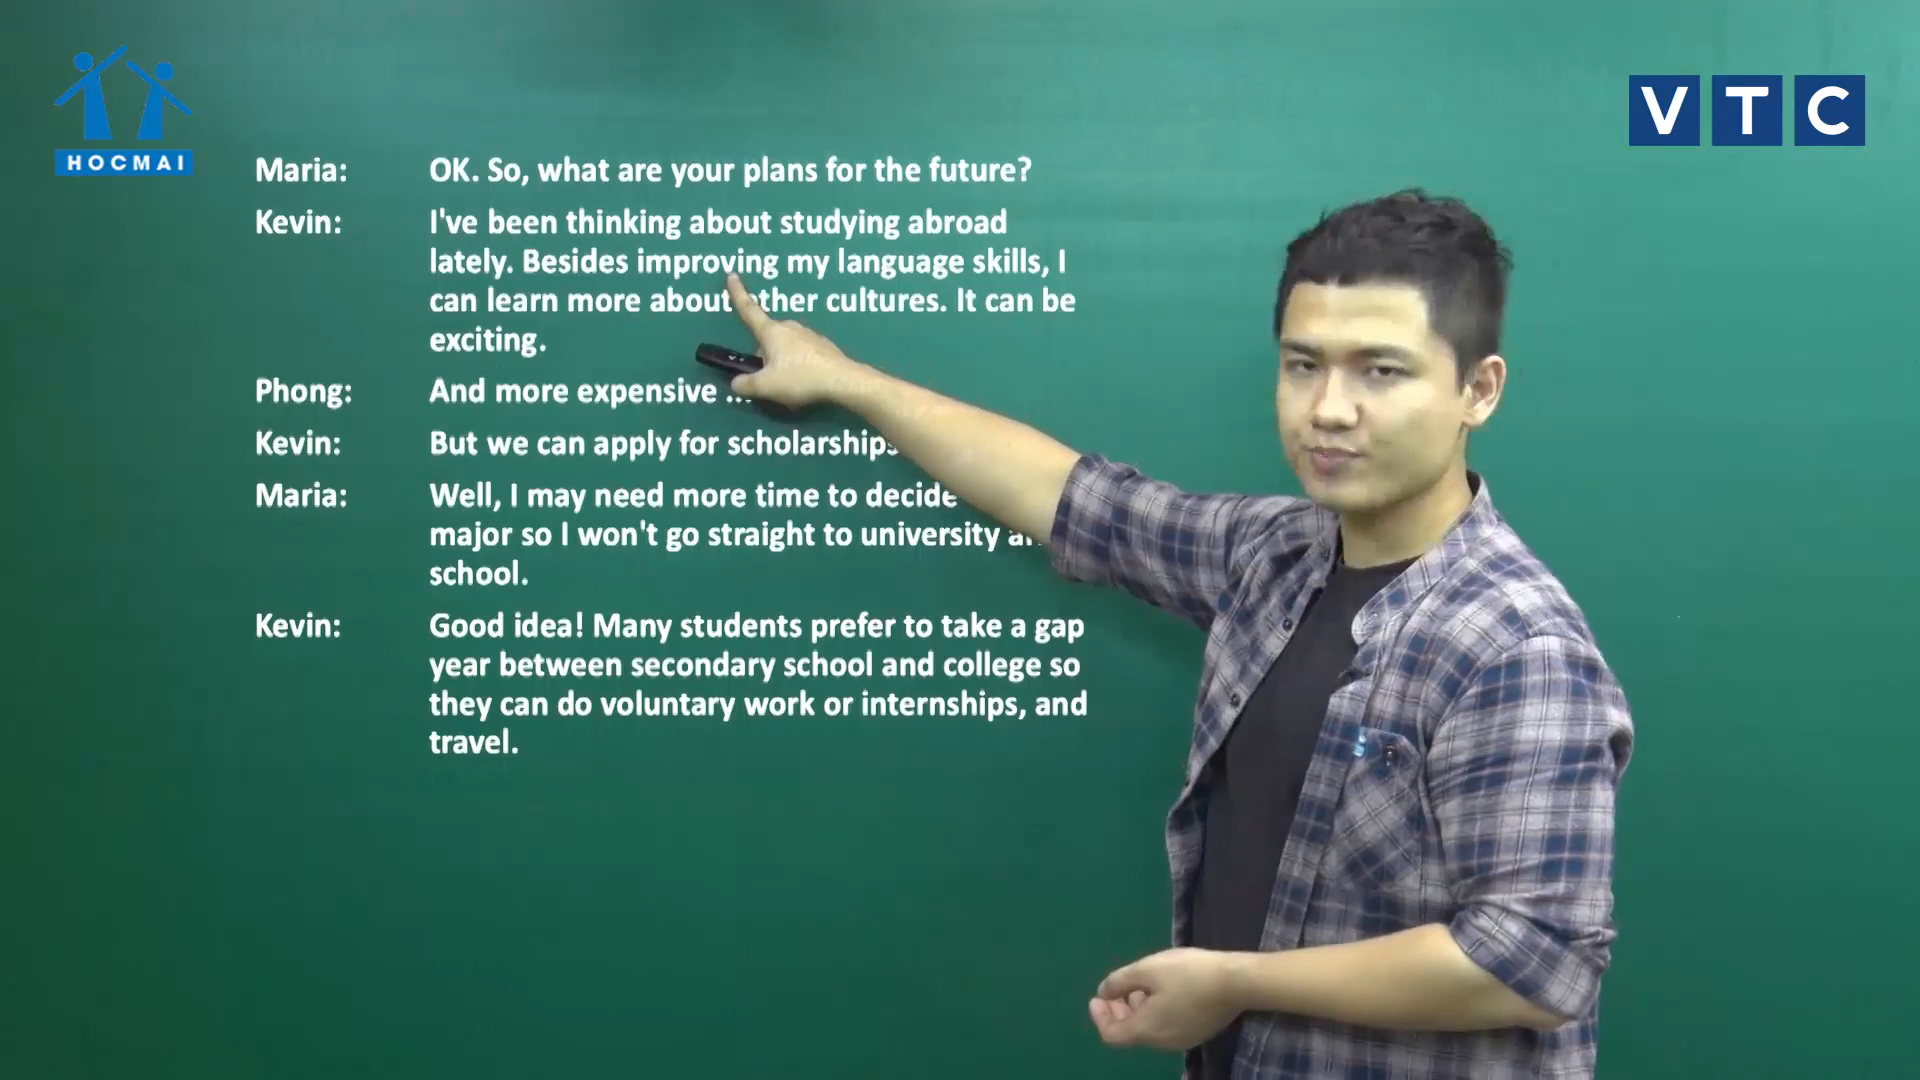 HOCMAI
VTC
Maria: OK. So, what are your plans for the future?
Kevin: I've been thinking about studying abroad
lately. Besides improving my language skills, I
can learn more about other cultures. It can be
exciting.
Phong: And more expensive ...
Kevin: But we can apply for scholarships
Maria: Well, I may need more time to decide
major so I won't go straight to university
school.
Kevin: Good idea! Many students prefer to take a gap
year between secondary school and college so
they can do voluntary work or internships, and
travel.